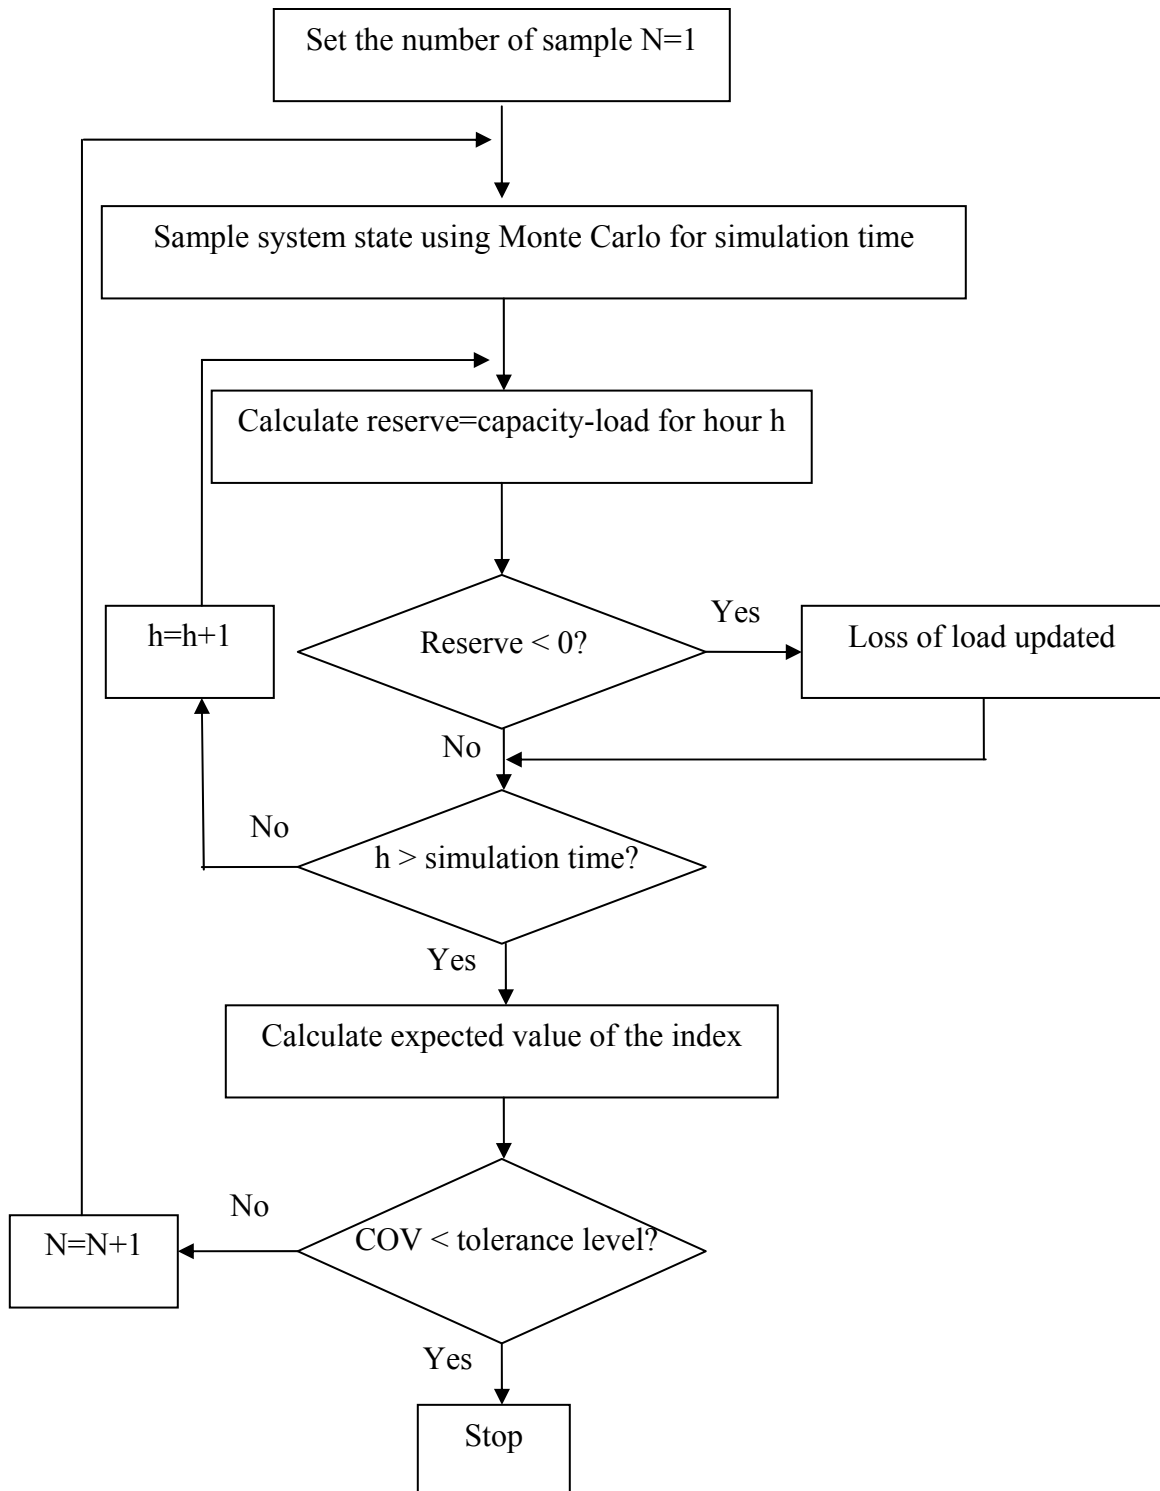 Set the number of sample N=1
Sample system state using Monte Carlo for simulation time
Calculate reserve=capacity-load for hour h
h=h+1
Reserve < 0?
Yes
Loss of load updated
No
No
h > simulation time?
Yes
Calculate expected value of the index
No
N=N+1
COV < tolerance level?
Yes
Stop